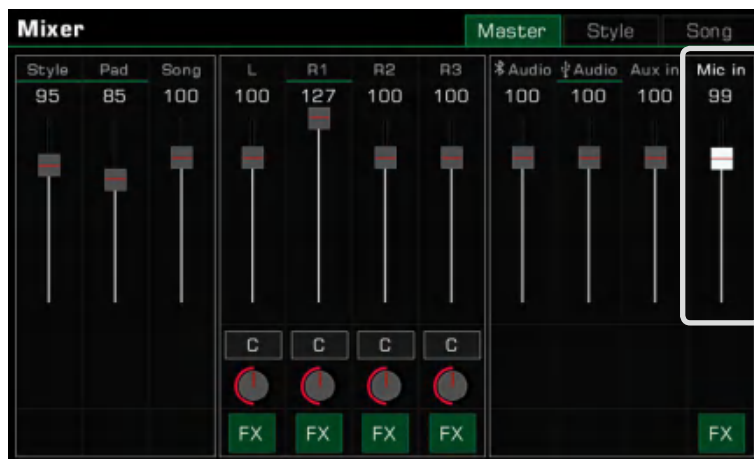 Mixer Master Style Song
Style Pad Song L R1 R2 R3 Audio Audio Aux in Mic in
95 85 100 100 127 100 100 100 100 100 99
C C C C
FX FX FX FX FX